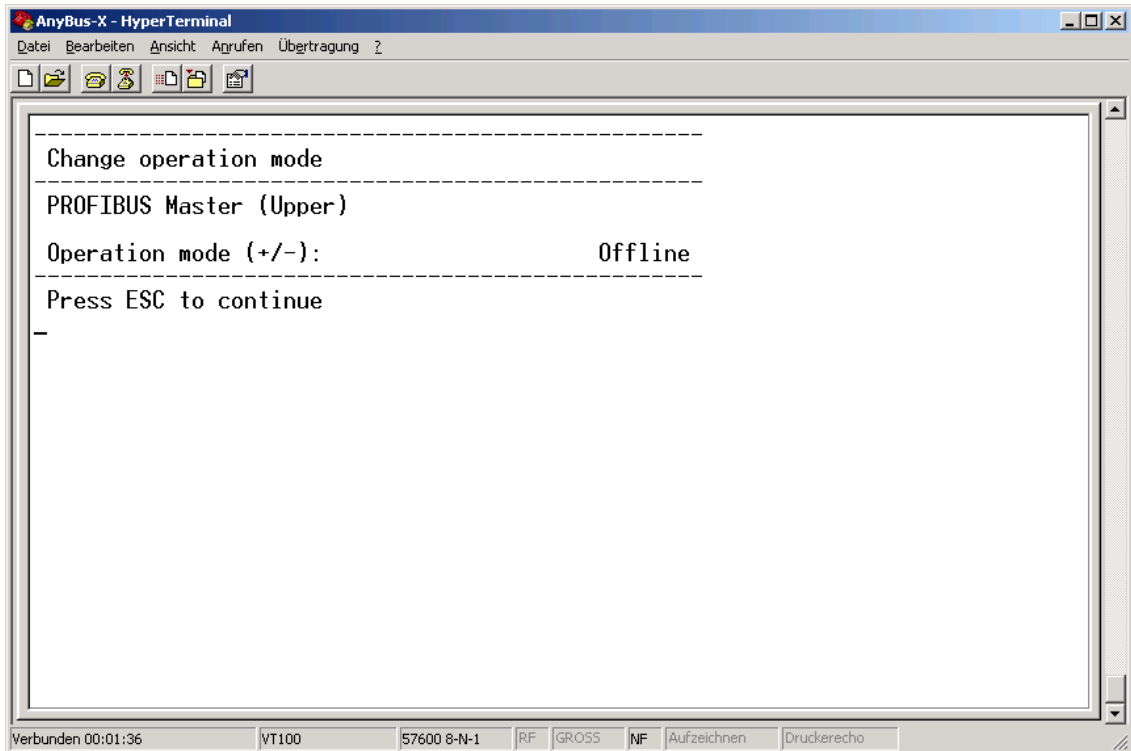 AnyBus-X - HyperTerminal
Datei Bearbeiten Ansicht Anrufen Übertragung ?
-----------------------------------------------------
Change operation mode
-----------------------------------------------------
PROFIBUS Master (Upper)
Operation mode (+/-): Offline
-----------------------------------------------------
Press ESC to continue
_
Verbunden 00:01:36 VT100 57600 8-N-1 RF GROSS NF Aufzeichnen Druckerecho